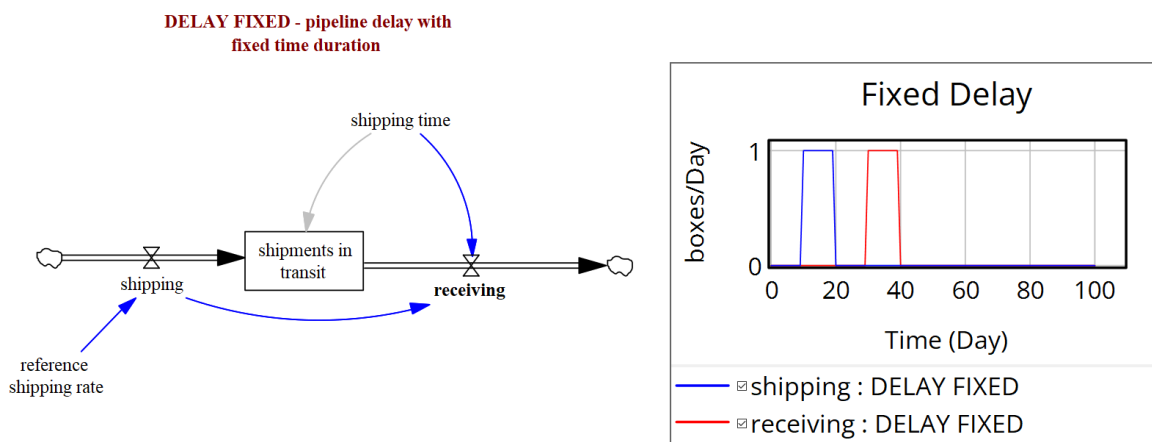 DELAY FIXED - pipeline delay with
fixed time duration
shipping time
shipments in
transit
shipping
receiving
reference
shipping rate
Fixed Delay
boxes/Day
1
0
0 20 40 60 80 100
Time (Day)
shipping : DELAY FIXED
receiving : DELAY FIXED